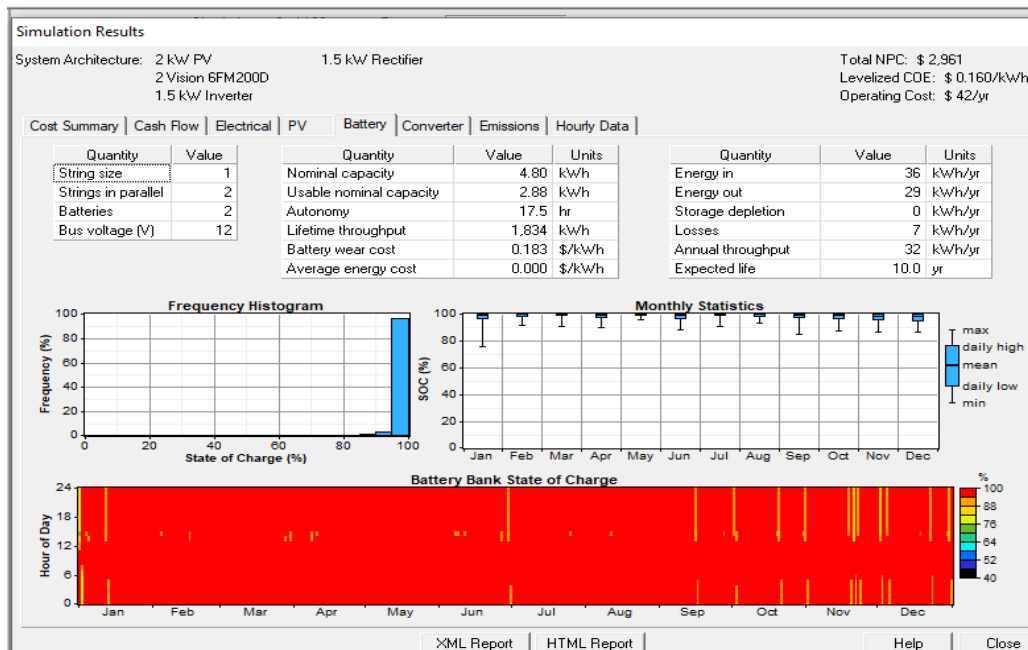 Simulation Results
System Architecture: 2 kW PV 1.5 kW Rectifier Total NPC: $ 2,961
2 Vision 6FM200D Levelized COE: $ 0.160/kWh
1.5 kW Inverter Operating Cost: $ 42/yr
Cost Summary Cash Flow Electrical PV Battery Converter Emissions Hourly Data
Quantity Value Quantity Value Units Quantity Value Units
String size 1 Nominal capacity 4.80 kWh Energy in 36 kWh/yr
Strings in parallel 2 Usable nominal capacity 2.88 kWh Energy out 29 kWh/yr
Batteries 2 Autonomy 17.5 hr Storage depletion 0 kWh/yr
Bus voltage (V) 12 Lifetime throughput 1,834 kWh Losses 7 kWh/yr
Battery wear cost 0.183 $/kWh Annual throughput 32 kWh/yr
Average energy cost 0.000 $/kWh Expected life 10.0 yr
Frequency Histogram
100
80
60
40
20
0
Frequency (%)
0 20 40 60 80 100
State of Charge (%)
Monthly Statistics
100
80
60
40
20
0
SOC (%)
Jan Feb Mar Apr May Jun Jul Aug Sep Oct Nov Dec
max
daily high
mean
daily low
min
Battery Bank State of Charge
24
18
12
6
0
Hour of Day
Jan Feb Mar Apr May Jun Jul Aug Sep Oct Nov Dec
%
100
88
76
64
52
40
XML Report HTML Report Help Close